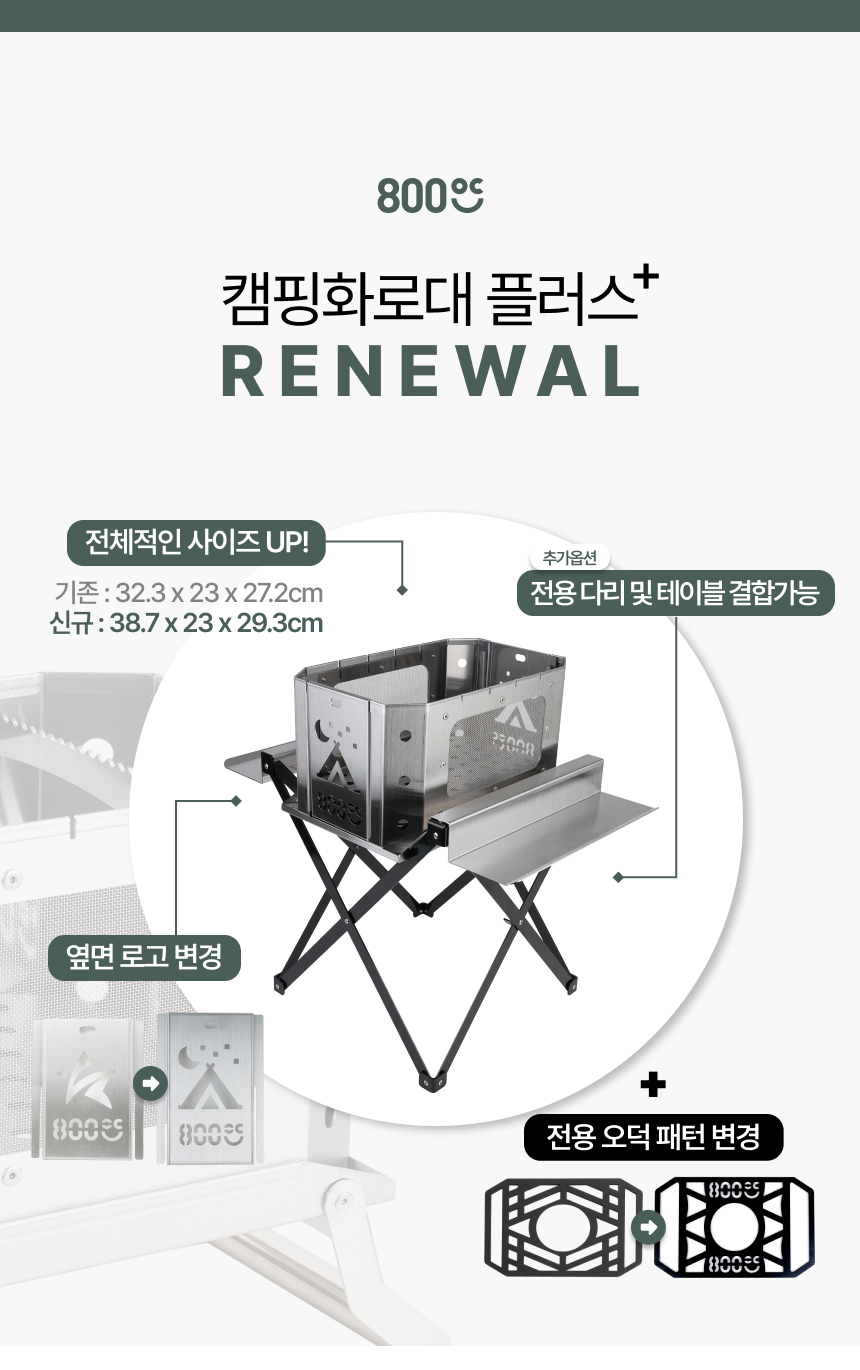 800℃
캠핑화로대 플러스+
RENEWAL
전체적인 사이즈 UP!
기존 : 32.3 x 23 x 27.2cm
신규 : 38.7 x 23 x 29.3cm
추가옵션
전용 다리 및 테이블 결합가능
800℃
800℃
옆면 로고 변경
800℃
800℃
전용 오덕 패턴 변경
800℃
800℃